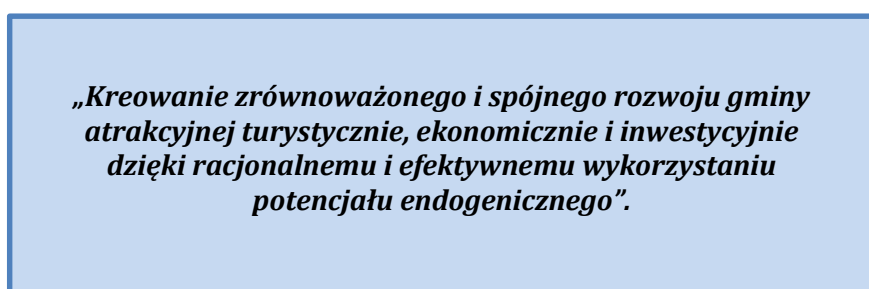 „Kreowanie zrównoważonego i spójnego rozwoju gminy
atrakcyjnej turystycznie, ekonomicznie i inwestycyjnie
dzięki racjonalnemu i efektywnemu wykorzystaniu
potencjału endogenicznego”.